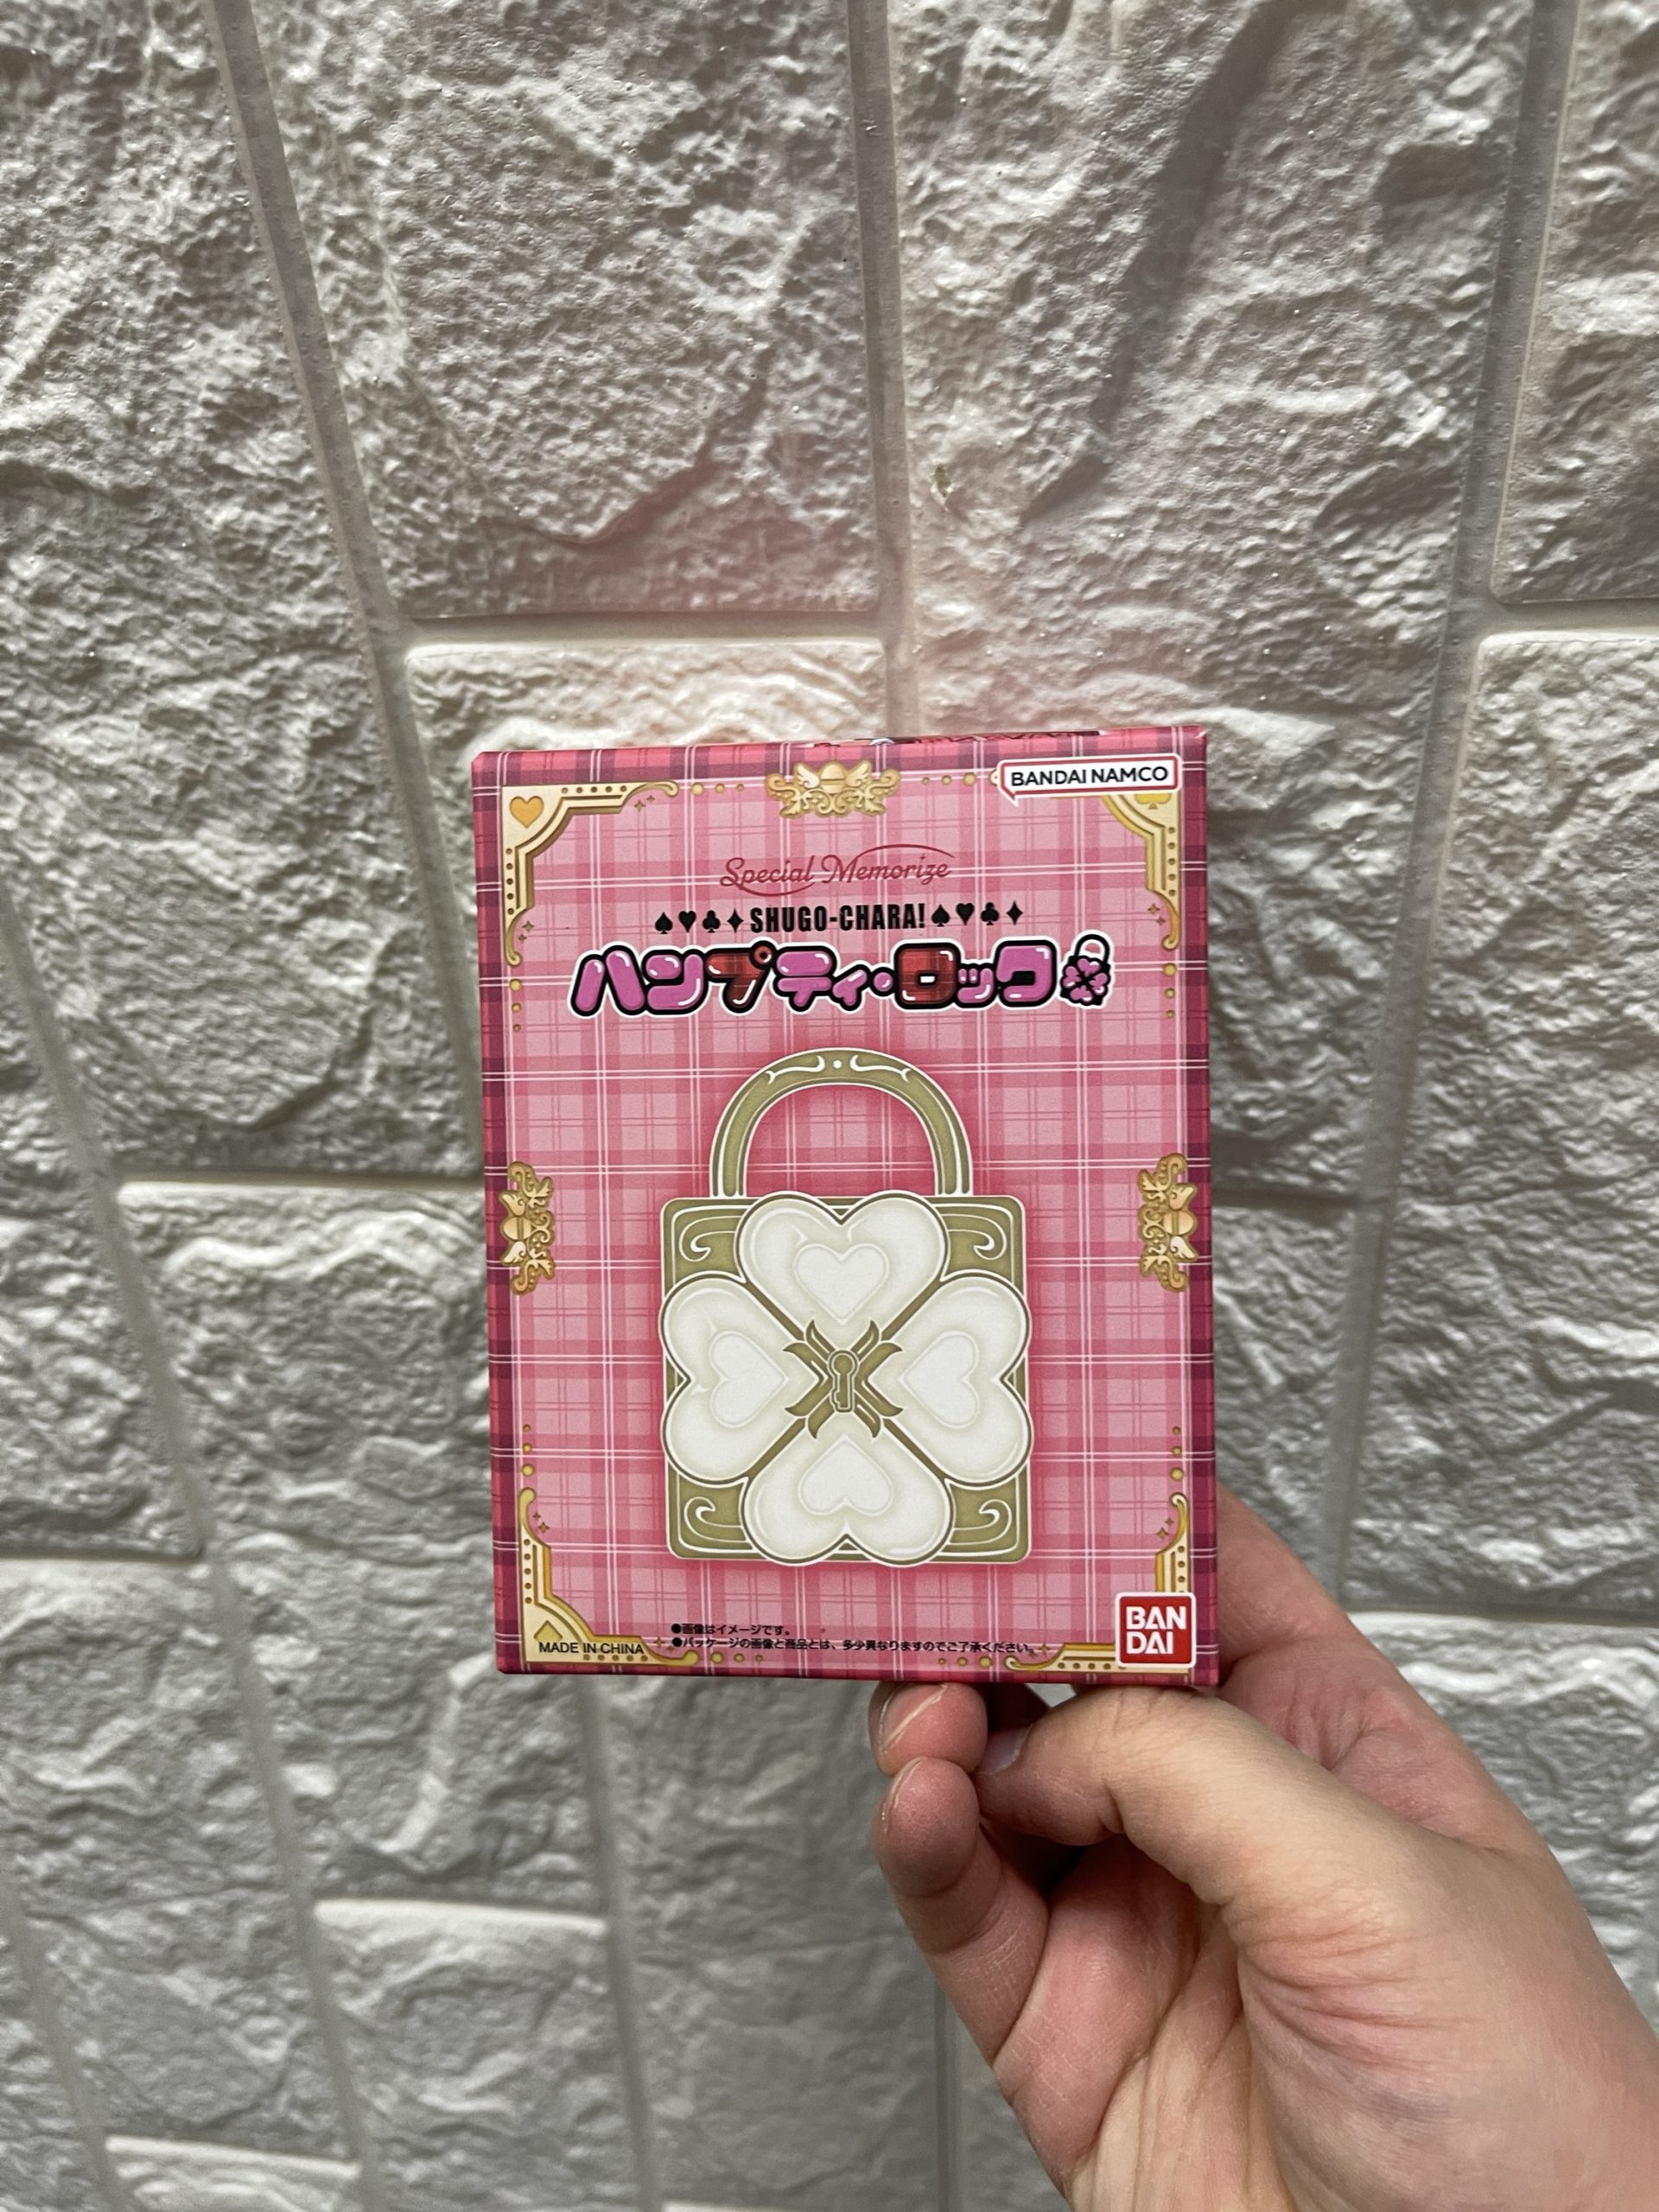 BANDAI NAMCO
Special Memorize
♠♥♣✦SHUGO-CHARA!♠♥♣✦
ハンプティ・ロック
●画像はイメージです。
●パッケージの画像と商品とは、多少異なりますのでご了承ください。
MADE IN CHINA
BAN
DAI